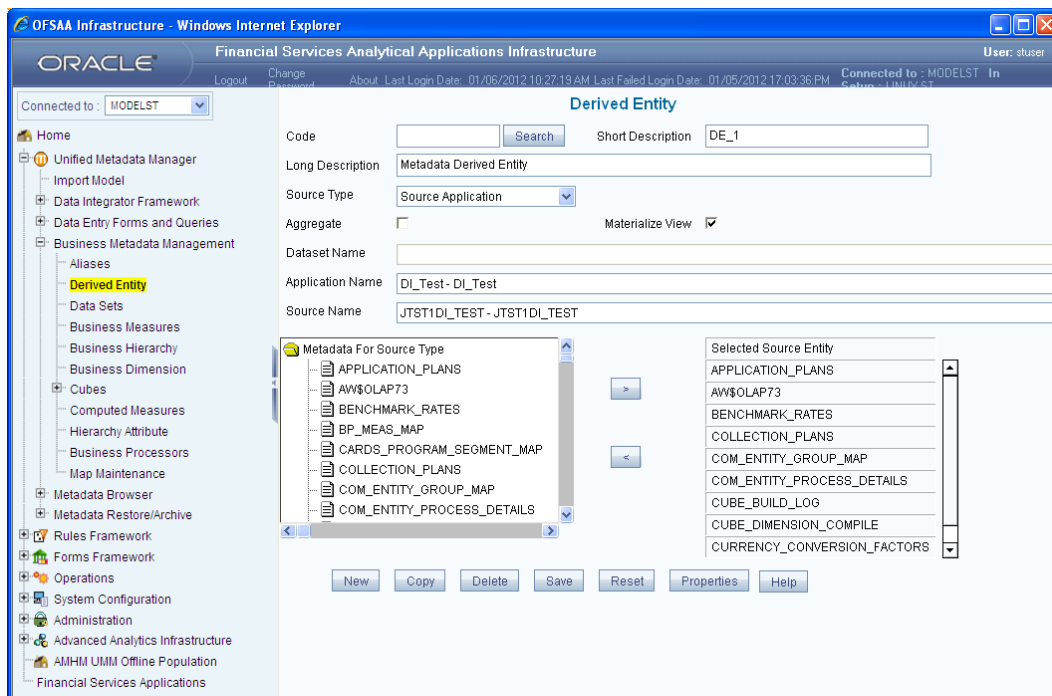 OFSAA Infrastructure - Windows Internet Explorer
ORACLE
Financial Services Analytical Applications Infrastructure
User: stuser
Logout Change Password About Last Login Date: 01/06/2012 10:27:19 AM Last Failed Login Date: 01/05/2012 17:03:36:PM Connected to : MODELST In Setup : LINUX ST
Connected to : MODELST
Home
Unified Metadata Manager
Import Model
Data Integrator Framework
Data Entry Forms and Queries
Business Metadata Management
Aliases
Derived Entity
Data Sets
Business Measures
Business Hierarchy
Business Dimension
Cubes
Computed Measures
Hierarchy Attribute
Business Processors
Map Maintenance
Metadata Browser
Metadata Restore/Archive
Rules Framework
Forms Framework
Operations
System Configuration
Administration
Advanced Analytics Infrastructure
AMHM UMM Offline Population
Financial Services Applications
Derived Entity
Code Search Short Description DE_1
Long Description Metadata Derived Entity
Source Type Source Application
Aggregate Materialize View
Dataset Name
Application Name DI_Test - DI_Test
Source Name JTST1DI_TEST - JTST1DI_TEST
Metadata For Source Type
APPLICATION_PLANS
AW$OLAP73
BENCHMARK_RATES
BP_MEAS_MAP
CARDS_PROGRAM_SEGMENT_MAP
COLLECTION_PLANS
COM_ENTITY_GROUP_MAP
COM_ENTITY_PROCESS_DETAILS
>
<
Selected Source Entity
APPLICATION_PLANS
AW$OLAP73
BENCHMARK_RATES
COLLECTION_PLANS
COM_ENTITY_GROUP_MAP
COM_ENTITY_PROCESS_DETAILS
CUBE_BUILD_LOG
CUBE_DIMENSION_COMPILE
CURRENCY_CONVERSION_FACTORS
New Copy Delete Save Reset Properties Help